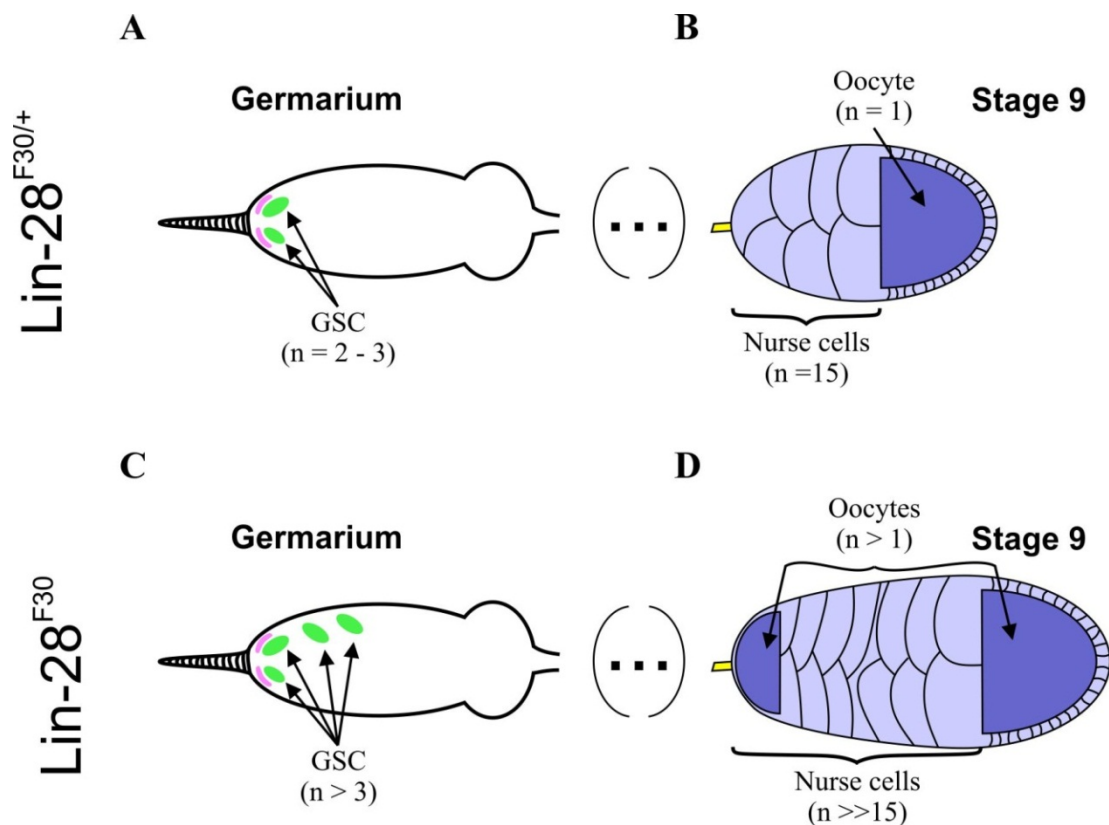 A
B
Lin-28F30/+
Germarium
Oocyte
(n = 1)
Stage 9
GSC
(n = 2 - 3)
Nurse cells
(n =15)
C
D
Lin-28F30
Germarium
Oocytes
(n > 1)
Stage 9
GSC
(n > 3)
Nurse cells
(n >>15)